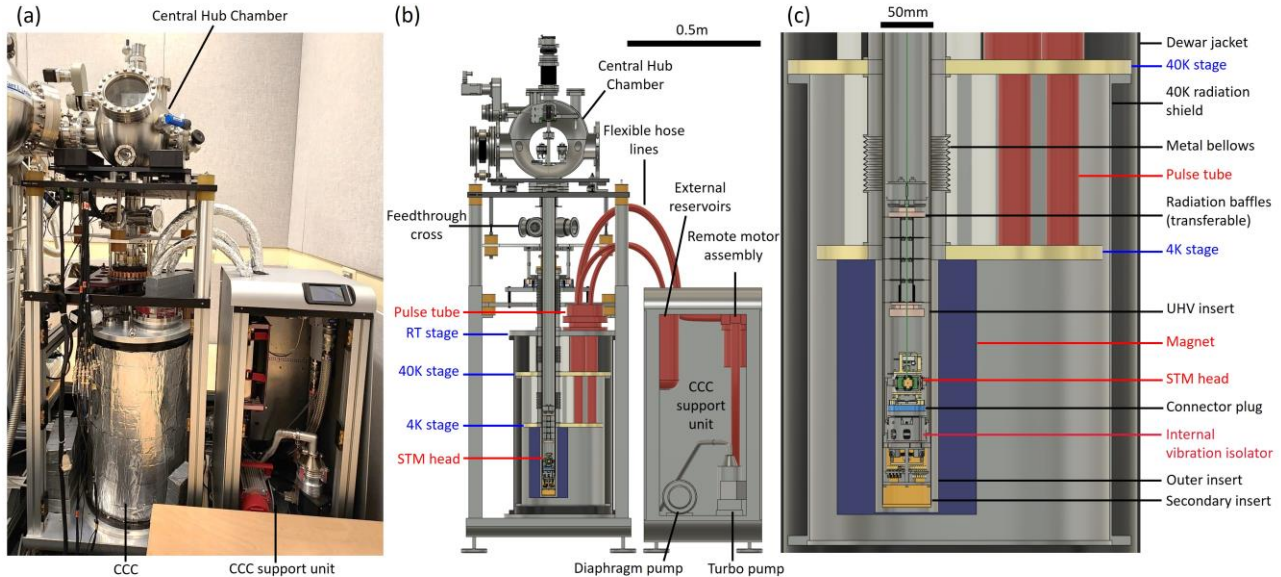 (a)
Central Hub Chamber
CCC
CCC support unit
(b)
0.5m
Central Hub
Chamber
Flexible hose
lines
External
reservoirs
Feedthrough
cross
Remote motor
assembly
Pulse tube
RT stage
40K stage
4K stage
STM head
CCC
support
unit
Diaphragm pump
Turbo pump
(c)
50mm
Dewar jacket
40K stage
40K radiation
shield
Metal bellows
Pulse tube
Radiation baffles
(transferable)
4K stage
UHV insert
Magnet
STM head
Connector plug
Internal
vibration isolator
Outer insert
Secondary insert